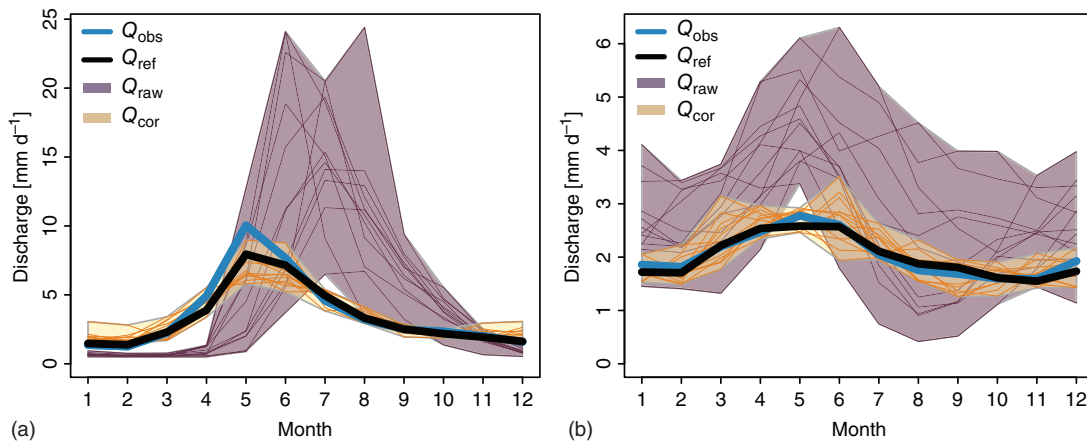 Discharge [mm d⁻¹]
25
20
15
10
5
0
Q_obs
Q_ref
Q_raw
Q_cor
1 2 3 4 5 6 7 8 9 10 11 12
Month
(a)
Discharge [mm d⁻¹]
6
5
4
3
2
1
0
Q_obs
Q_ref
Q_raw
Q_cor
1 2 3 4 5 6 7 8 9 10 11 12
Month
(b)